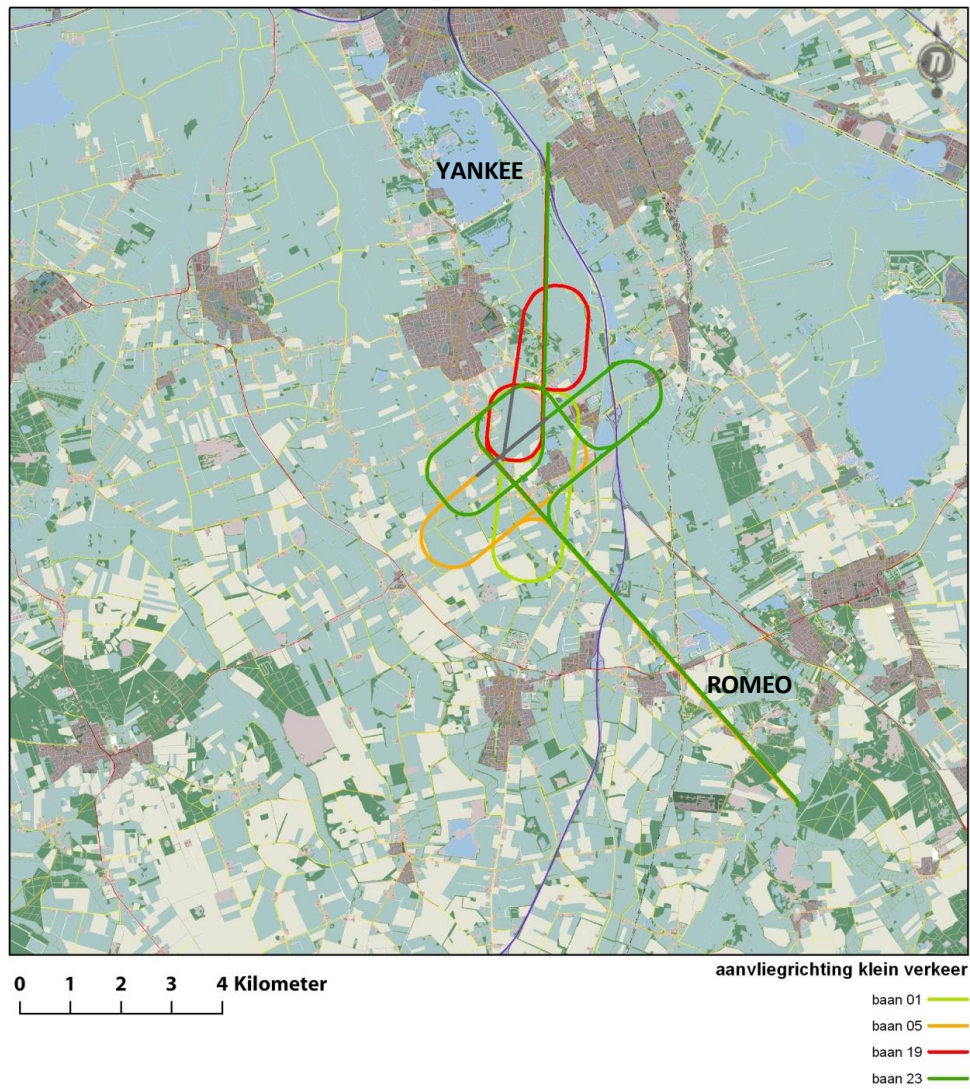 n
YANKEE
ROMEO
0 1 2 3 4 Kilometer
aanvliegrichting klein verkeer
baan 01
baan 05
baan 19
baan 23